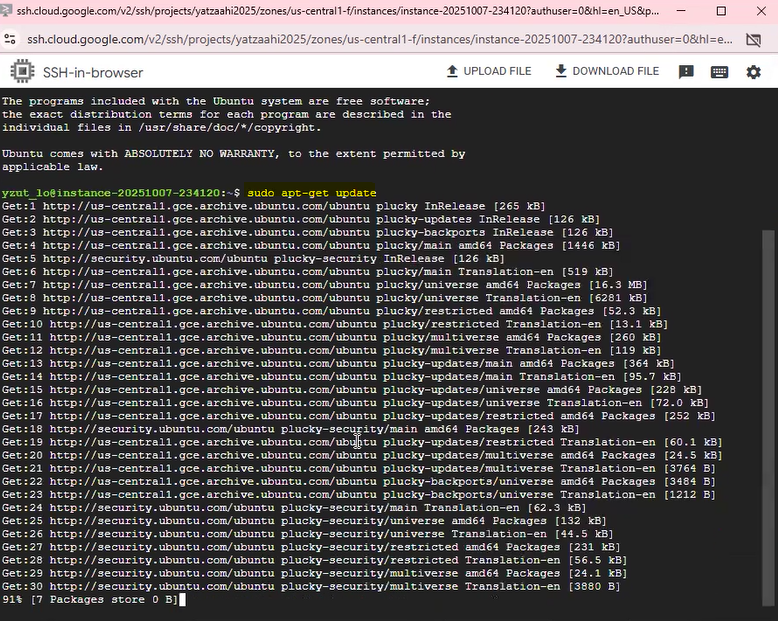 ssh.cloud.google.com/v2/ssh/projects/yatzaahi2025/zones/us-central1-f/instances/instance-20251007-234120?authuser=0&hl=en_US&p...
ssh.cloud.google.com/v2/ssh/projects/yatzaahi2025/zones/us-central1-f/instances/instance-20251007-234120?authuser=0&hl=e...
SSH-in-browser
UPLOAD FILE
DOWNLOAD FILE
The programs included with the Ubuntu system are free software;
the exact distribution terms for each program are described in the
individual files in /usr/share/doc/*/copyright.
Ubuntu comes with ABSOLUTELY NO WARRANTY, to the extent permitted by
applicable law.
yznt_lo@instance-20251007-234120:~$ sudo apt-get update
Get:1 http://us-central1.gce.archive.ubuntu.com/ubuntu plucky InRelease [265 kB]
Get:2 http://us-central1.gce.archive.ubuntu.com/ubuntu plucky-updates InRelease [126 kB]
Get:3 http://us-central1.gce.archive.ubuntu.com/ubuntu plucky-backports InRelease [126 kB]
Get:4 http://us-central1.gce.archive.ubuntu.com/ubuntu plucky/main amd64 Packages [1446 kB]
Get:5 http://security.ubuntu.com/ubuntu plucky-security InRelease [126 kB]
Get:6 http://us-central1.gce.archive.ubuntu.com/ubuntu plucky/main Translation-en [519 kB]
Get:7 http://us-central1.gce.archive.ubuntu.com/ubuntu plucky/universe amd64 Packages [16.3 MB]
Get:8 http://us-central1.gce.archive.ubuntu.com/ubuntu plucky/universe Translation-en [6281 kB]
Get:9 http://us-central1.gce.archive.ubuntu.com/ubuntu plucky/restricted amd64 Packages [52.3 kB]
Get:10 http://us-central1.gce.archive.ubuntu.com/ubuntu plucky/restricted Translation-en [13.1 kB]
Get:11 http://us-central1.gce.archive.ubuntu.com/ubuntu plucky/multiverse amd64 Packages [260 kB]
Get:12 http://us-central1.gce.archive.ubuntu.com/ubuntu plucky/multiverse Translation-en [119 kB]
Get:13 http://us-central1.gce.archive.ubuntu.com/ubuntu plucky-updates/main amd64 Packages [364 kB]
Get:14 http://us-central1.gce.archive.ubuntu.com/ubuntu plucky-updates/main Translation-en [95.7 kB]
Get:15 http://us-central1.gce.archive.ubuntu.com/ubuntu plucky-updates/universe amd64 Packages [228 kB]
Get:16 http://us-central1.gce.archive.ubuntu.com/ubuntu plucky-updates/universe Translation-en [72.0 kB]
Get:17 http://us-central1.gce.archive.ubuntu.com/ubuntu plucky-updates/restricted amd64 Packages [252 kB]
Get:18 http://security.ubuntu.com/ubuntu plucky-security/main amd64 Packages [243 kB]
Get:19 http://us-central1.gce.archive.ubuntu.com/ubuntu plucky-updates/restricted Translation-en [60.1 kB]
Get:20 http://us-central1.gce.archive.ubuntu.com/ubuntu plucky-updates/multiverse amd64 Packages [24.5 kB]
Get:21 http://us-central1.gce.archive.ubuntu.com/ubuntu plucky-updates/multiverse Translation-en [3764 B]
Get:22 http://us-central1.gce.archive.ubuntu.com/ubuntu plucky-backports/universe amd64 Packages [3484 B]
Get:23 http://us-central1.gce.archive.ubuntu.com/ubuntu plucky-backports/universe Translation-en [1212 B]
Get:24 http://security.ubuntu.com/ubuntu plucky-security/main Translation-en [62.3 kB]
Get:25 http://security.ubuntu.com/ubuntu plucky-security/universe amd64 Packages [132 kB]
Get:26 http://security.ubuntu.com/ubuntu plucky-security/universe Translation-en [44.5 kB]
Get:27 http://security.ubuntu.com/ubuntu plucky-security/restricted amd64 Packages [231 kB]
Get:28 http://security.ubuntu.com/ubuntu plucky-security/restricted Translation-en [56.5 kB]
Get:29 http://security.ubuntu.com/ubuntu plucky-security/multiverse amd64 Packages [24.1 kB]
Get:30 http://security.ubuntu.com/ubuntu plucky-security/multiverse Translation-en [3880 B]
91% [7 Packages store 0 B]